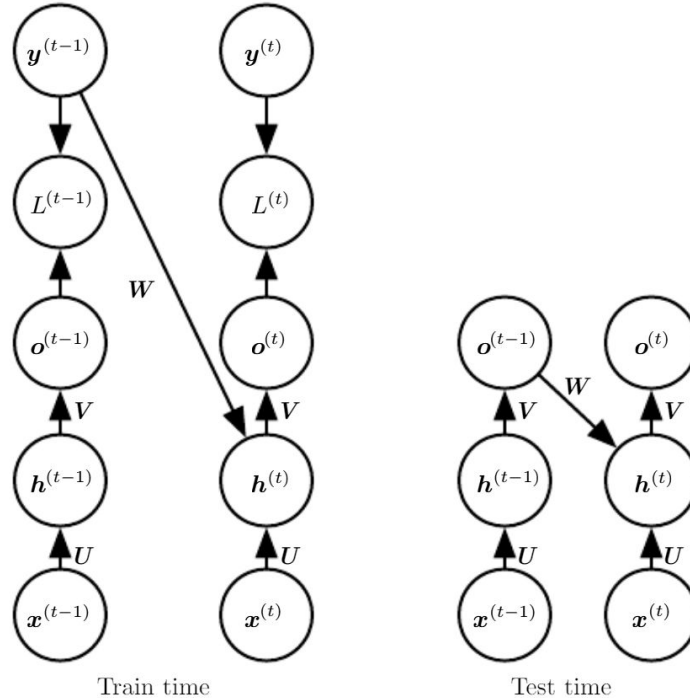 y^(t−1) y^(t)
L^(t−1) L^(t)
W
o^(t−1) o^(t) o^(t−1) o^(t)
W
V V V V
h^(t−1) h^(t) h^(t−1) h^(t)
U U U U
x^(t−1) x^(t) x^(t−1) x^(t)
Train time Test time